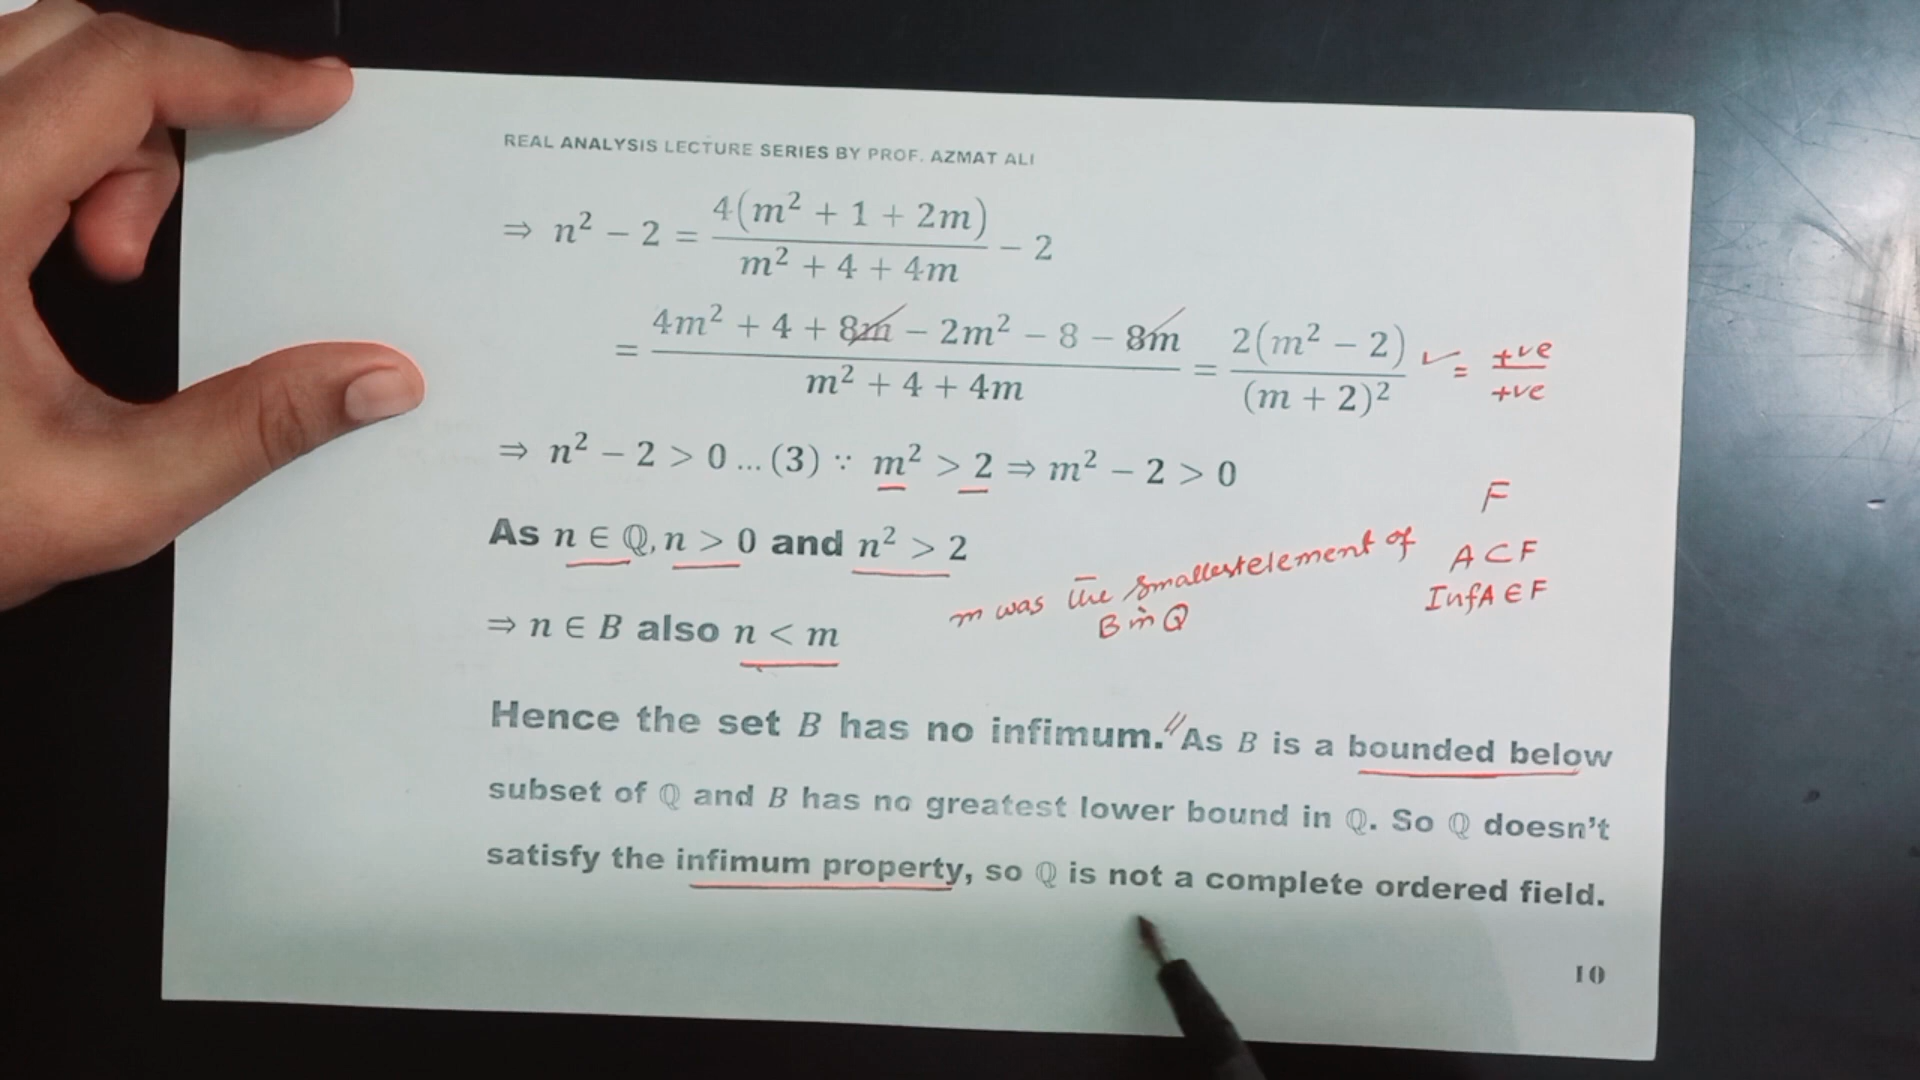 REAL ANALYSIS LECTURE SERIES BY PROF. AZMAT ALI
⇒ n² − 2 = 4(m² + 1 + 2m) / m² + 4 + 4m − 2
= 4m² + 4 + 8m − 2m² − 8 − 8m / m² + 4 + 4m = 2(m² − 2) / (m + 2)² ✓ = +ve / +ve
⇒ n² − 2 > 0 … (3) ∵ m² > 2 ⇒ m² − 2 > 0
F
As n ∈ ℚ, n > 0 and n² > 2
m was the smallest element of
B in Q
A ⊂ F
Inf A ∈ F
⇒ n ∈ B also n < m
Hence the set B has no infimum.// As B is a bounded below
subset of ℚ and B has no greatest lower bound in ℚ. So ℚ doesn't
satisfy the infimum property, so ℚ is not a complete ordered field.
10